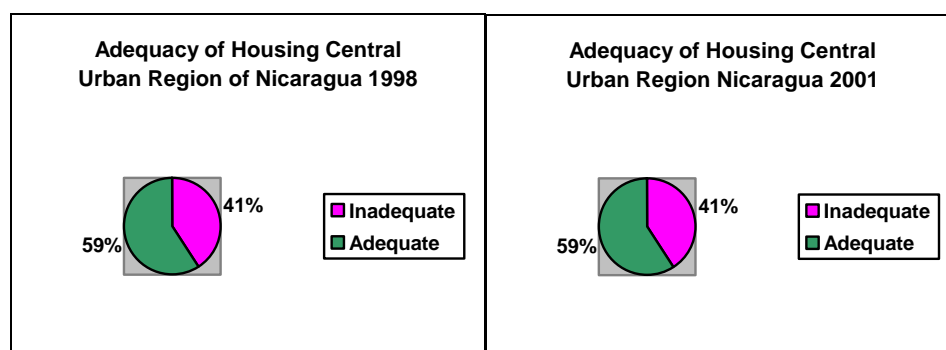 Adequacy of Housing Central
Urban Region of Nicaragua 1998
41%
59%
Inadequate
Adequate
Adequacy of Housing Central
Urban Region Nicaragua 2001
41%
59%
Inadequate
Adequate